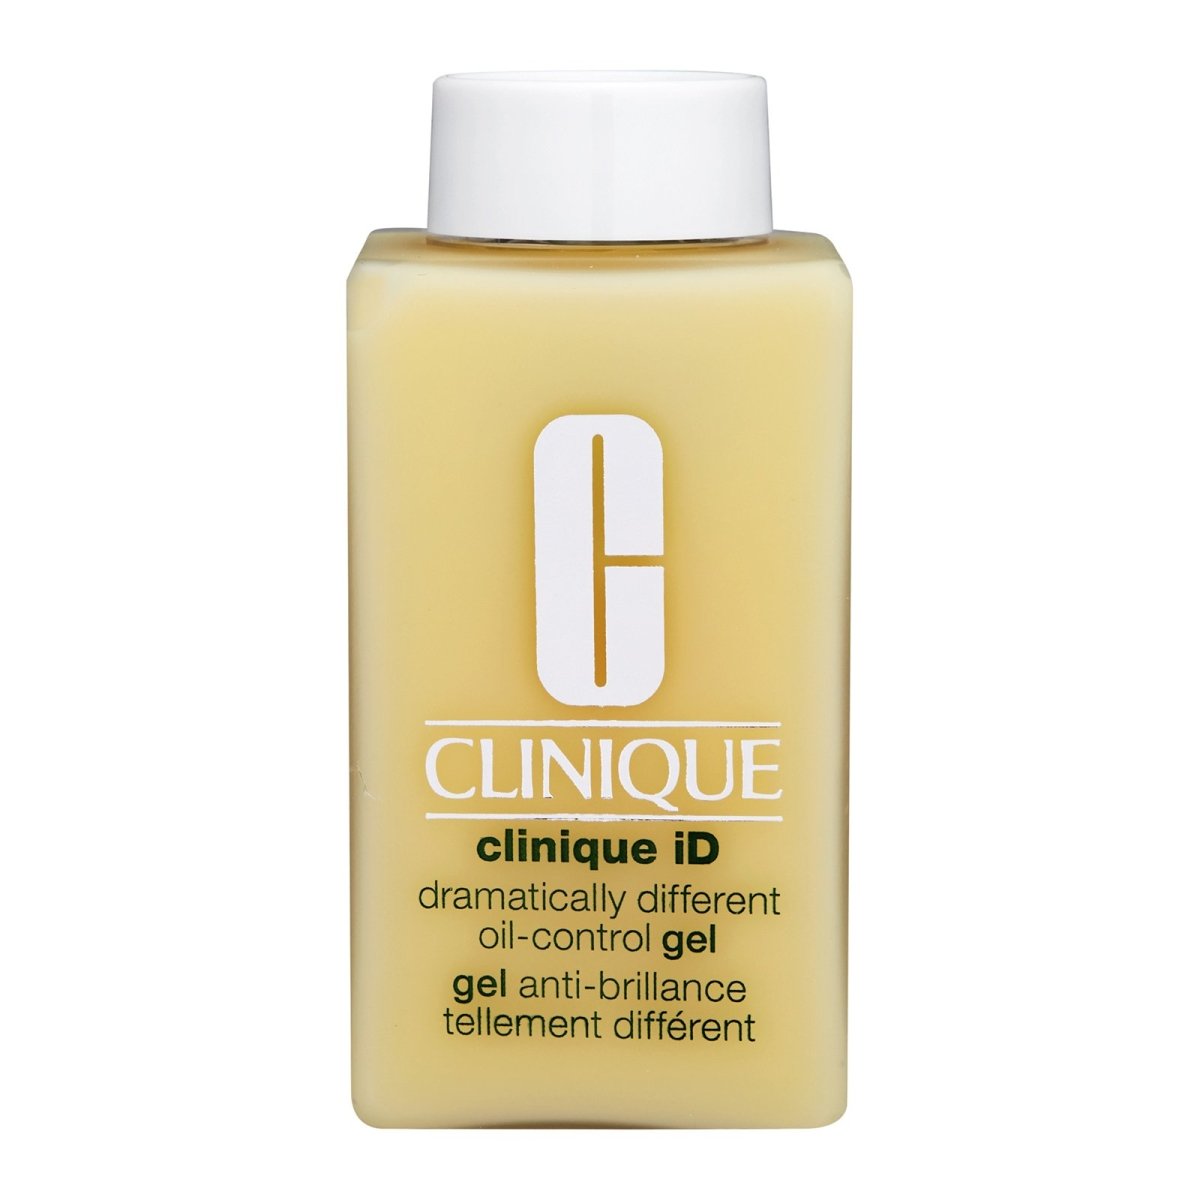 C
CLINIQUE
clinique iD
dramatically different
oil-control gel
gel anti-brillance
tellement différent